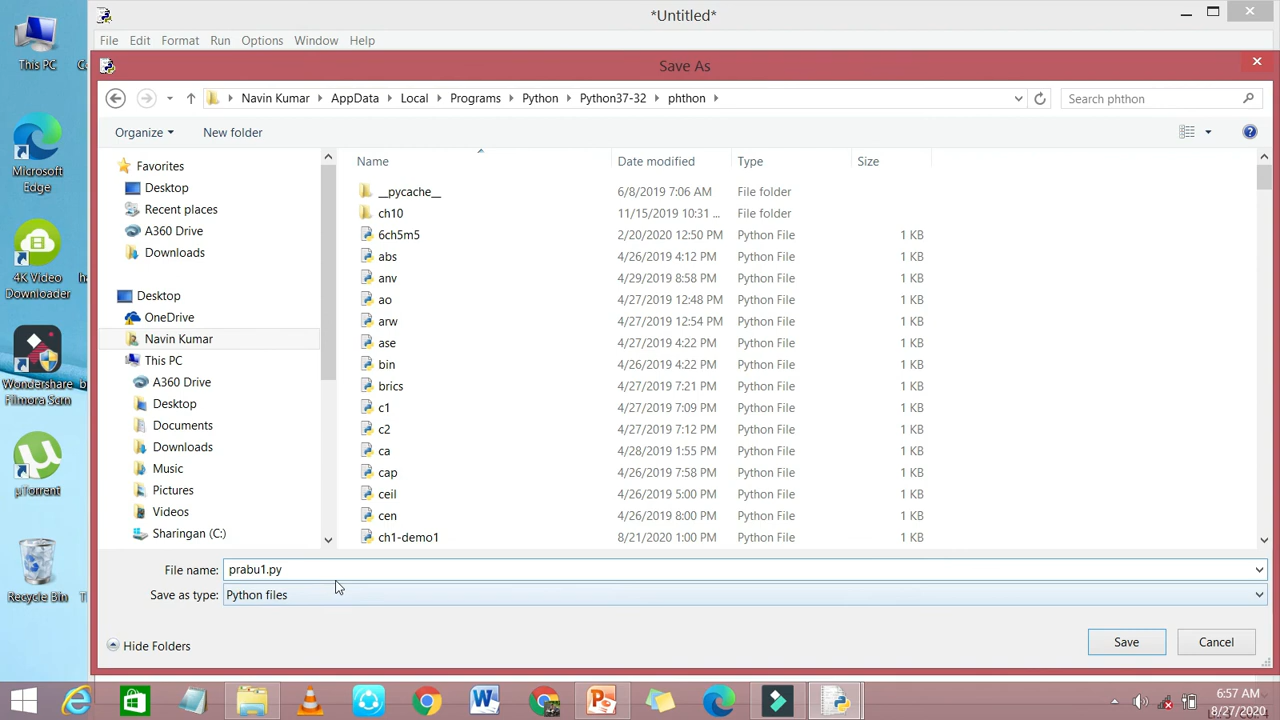 *Untitled*
File Edit Format Run Options Window Help
Save As
Navin Kumar AppData Local Programs Python Python37-32 phthon
Search phthon
Organize New folder
Name Date modified Type Size
Favorites
Desktop
Recent places
A360 Drive
Downloads
Desktop
OneDrive
Navin Kumar
This PC
A360 Drive
Desktop
Documents
Downloads
Music
Pictures
Videos
Sharingan (C:)
__pycache__ 6/8/2019 7:06 AM File folder
ch10 11/15/2019 10:31 ... File folder
6ch5m5 2/20/2020 12:50 PM Python File 1 KB
abs 4/26/2019 4:12 PM Python File 1 KB
anv 4/29/2019 8:58 PM Python File 1 KB
ao 4/27/2019 12:48 PM Python File 1 KB
arw 4/27/2019 12:54 PM Python File 1 KB
ase 4/27/2019 4:22 PM Python File 1 KB
bin 4/26/2019 4:22 PM Python File 1 KB
brics 4/27/2019 7:21 PM Python File 1 KB
c1 4/27/2019 7:09 PM Python File 1 KB
c2 4/27/2019 7:12 PM Python File 1 KB
ca 4/28/2019 1:55 PM Python File 1 KB
cap 4/26/2019 7:58 PM Python File 1 KB
ceil 4/26/2019 5:00 PM Python File 1 KB
cen 4/26/2019 8:00 PM Python File 1 KB
ch1-demo1 8/21/2020 1:00 PM Python File 1 KB
File name: prabu1.py
Save as type: Python files
Hide Folders
Save Cancel
This PC
Microsoft
Edge
4K Video
Downloader
Wondershare
Filmora Scrn
µTorrent
Recycle Bin
6:57 AM
8/27/2020